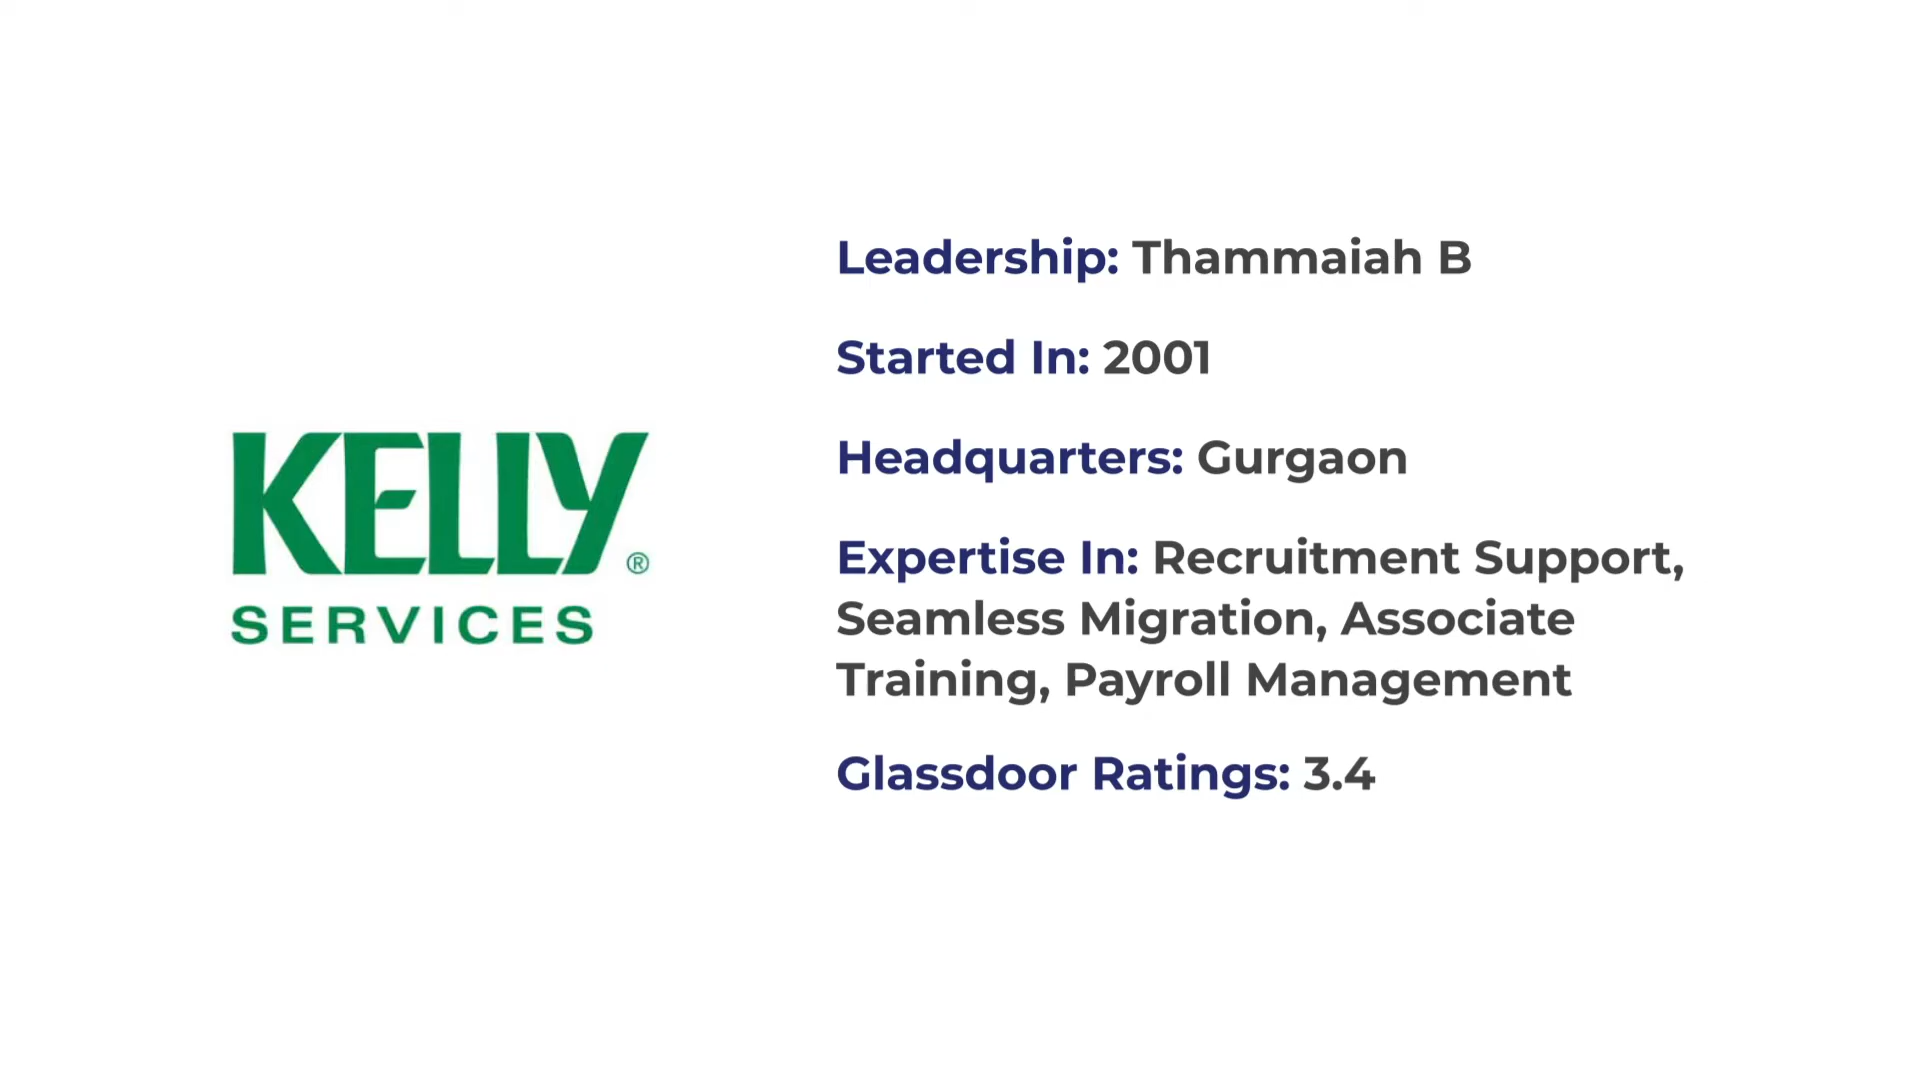 KELLY®
SERVICES
Leadership: Thammaiah B
Started In: 2001
Headquarters: Gurgaon
Expertise In: Recruitment Support,
Seamless Migration, Associate
Training, Payroll Management
Glassdoor Ratings: 3.4